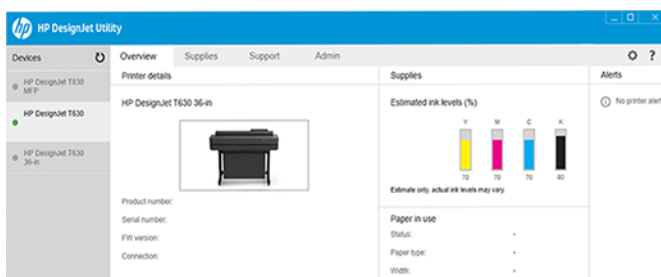 hp HP DesignJet Utility
Devices
HP DesignJet T830
MFP
HP DesignJet T630
HP DesignJet T630
36-in
Overview Supplies Support Admin ?
Printer details
HP DesignJet T630 36-in
Product number:
Serial number:
FW version:
Connection:
Supplies
Estimated ink levels (%)
Y M C K
70 70 70 80
Estimate only, actual ink levels may vary.
Paper in use
Status: -
Paper type: -
Width: -
Alerts
No printer alert